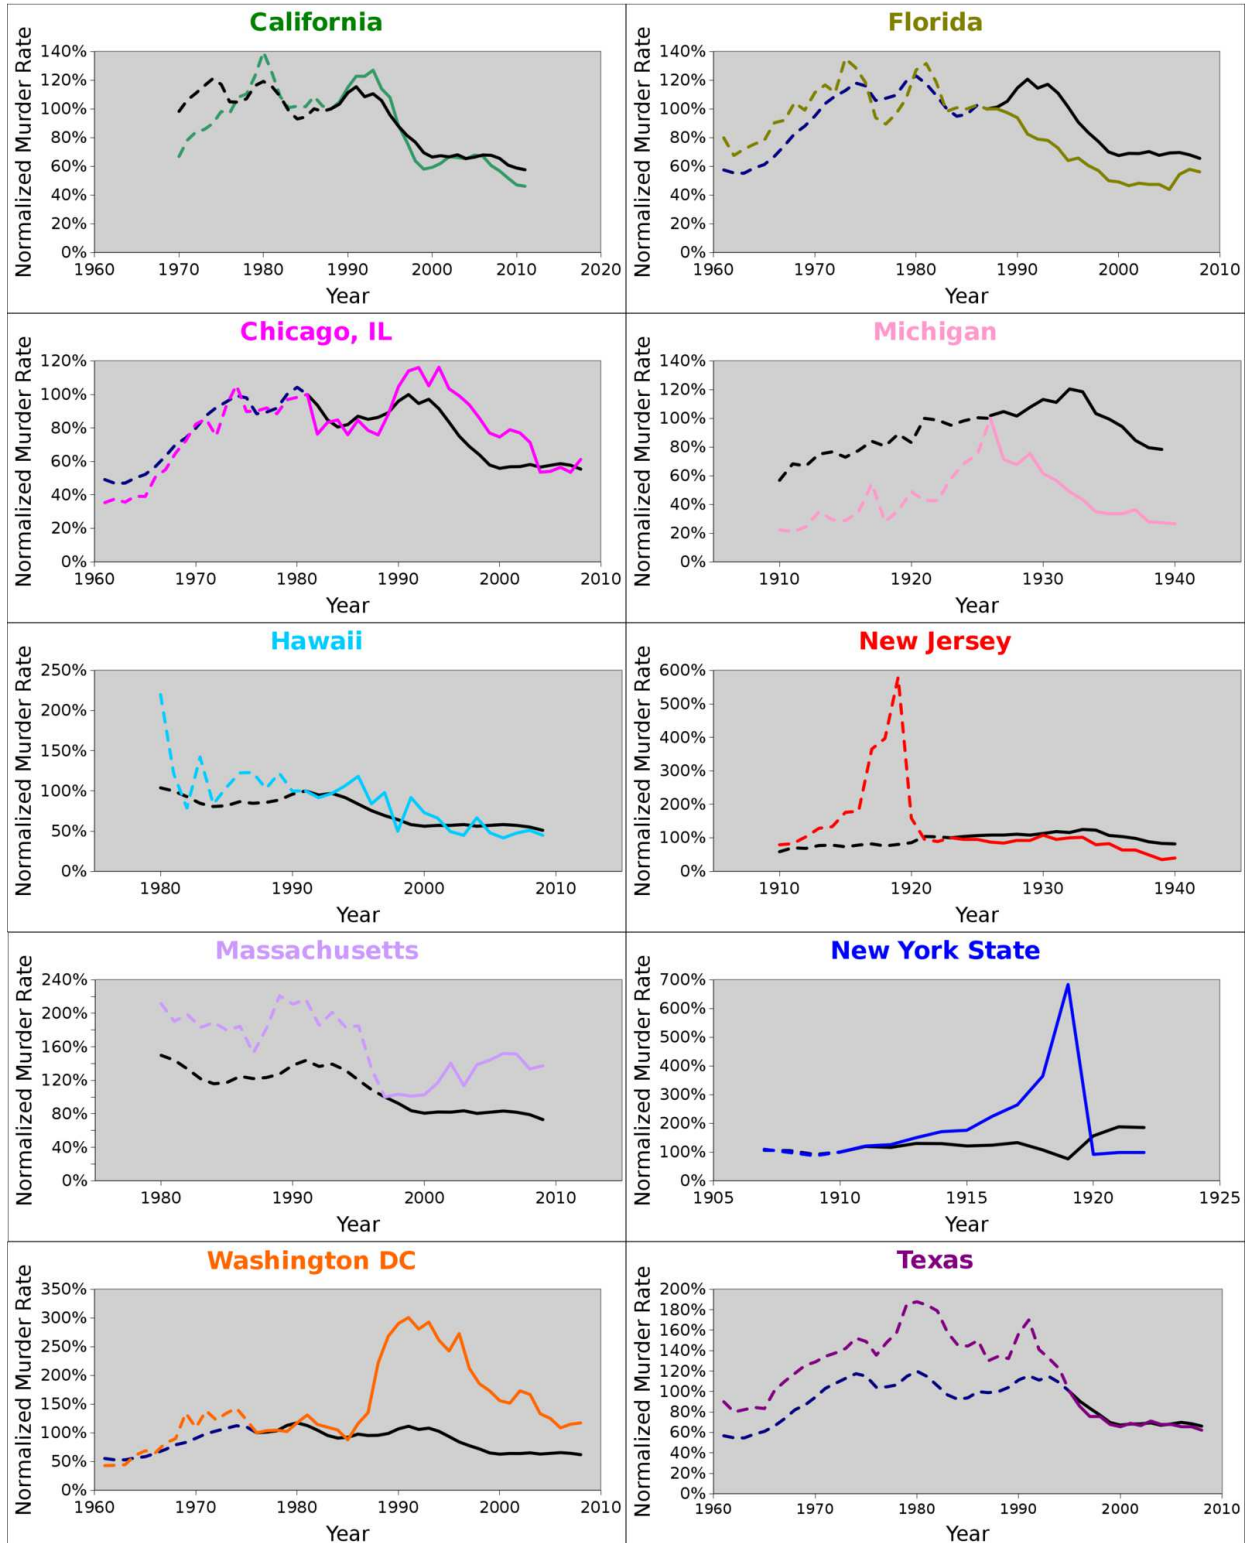 California
Normalized Murder Rate
140%
120%
100%
80%
60%
40%
20%
0%
1960 1970 1980 1990 2000 2010 2020
Year
Florida
Normalized Murder Rate
140%
120%
100%
80%
60%
40%
20%
0%
1960 1970 1980 1990 2000 2010
Year
Chicago, IL
Normalized Murder Rate
120%
100%
80%
60%
40%
20%
0%
1960 1970 1980 1990 2000 2010
Year
Michigan
Normalized Murder Rate
140%
120%
100%
80%
60%
40%
20%
0%
1910 1920 1930 1940
Year
Hawaii
Normalized Murder Rate
250%
200%
150%
100%
50%
0%
1980 1990 2000 2010
Year
New Jersey
Normalized Murder Rate
600%
500%
400%
300%
200%
100%
0%
1910 1920 1930 1940
Year
Massachusetts
Normalized Murder Rate
240%
200%
160%
120%
80%
40%
0%
1980 1990 2000 2010
Year
New York State
Normalized Murder Rate
700%
600%
500%
400%
300%
200%
100%
0%
1905 1910 1915 1920 1925
Year
Washington DC
Normalized Murder Rate
350%
300%
250%
200%
150%
100%
50%
0%
1960 1970 1980 1990 2000 2010
Year
Texas
Normalized Murder Rate
200%
180%
160%
140%
120%
100%
80%
60%
40%
20%
0%
1960 1970 1980 1990 2000 2010
Year